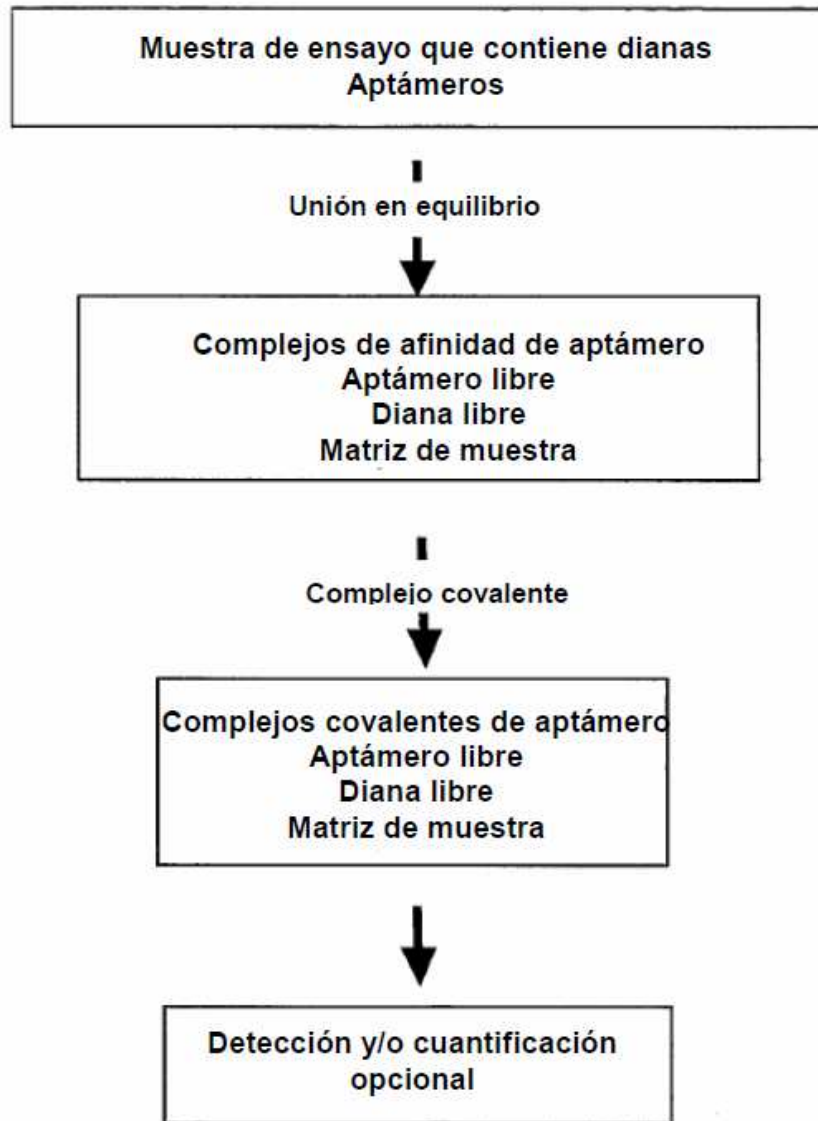 Muestra de ensayo que contiene dianas
Aptámeros
Unión en equilibrio
Complejos de afinidad de aptámero
Aptámero libre
Diana libre
Matriz de muestra
Complejo covalente
Complejos covalentes de aptámero
Aptámero libre
Diana libre
Matriz de muestra
Detección y/o cuantificación
opcional